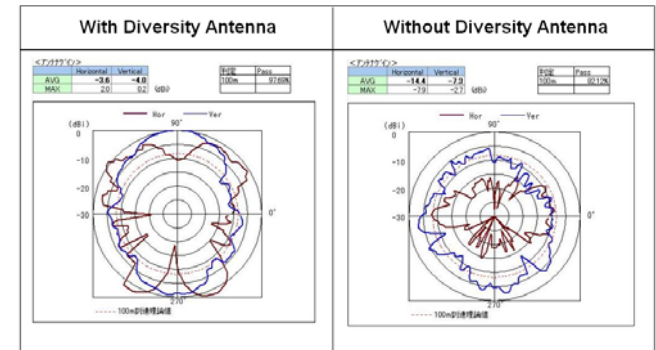 With Diversity Antenna
Without Diversity Antenna
<アンテナゲイン>
Horizontal Vertical
AVG -3.6 -4.0
MAX 2.0 0.2 (dBi)
判定 Pass
100m 97.69%
Hor Ver
(dBi)
90°
0
-10
-20
-30
0°
270°
100m到達理論値
<アンテナゲイン>
Horizontal Vertical
AVG -14.4 -7.9
MAX -7.9 -2.7 (dBi)
判定 Pass
100m 82.12%
Hor Ver
(dBi)
90°
0
-10
-20
-30
0°
270°
100m到達理論値